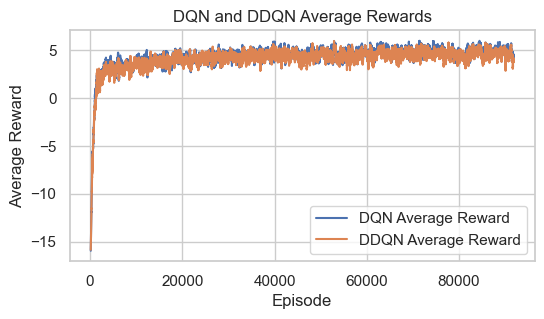 DQN and DDQN Average Rewards
Average Reward
5
0
−5
−10
−15
DQN Average Reward
DDQN Average Reward
0 20000 40000 60000 80000
Episode